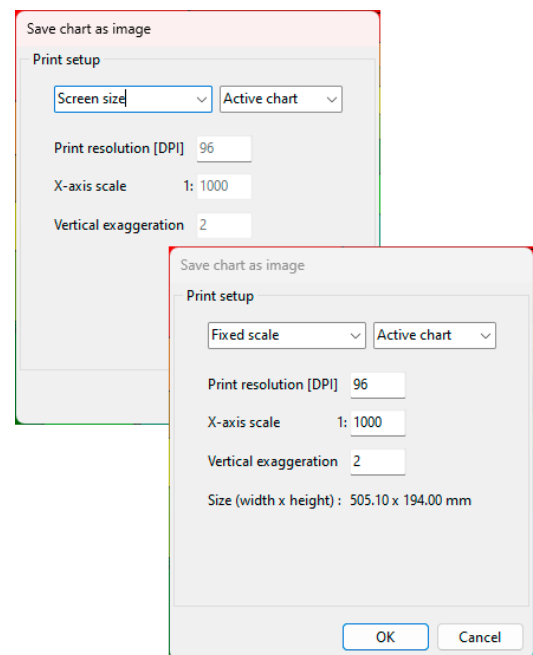 Save chart as image
Print setup
Screen size Active chart
Print resolution [DPI] 96
X-axis scale 1: 1000
Vertical exaggeration 2
Save chart as image
Print setup
Fixed scale Active chart
Print resolution [DPI] 96
X-axis scale 1: 1000
Vertical exaggeration 2
Size (width x height) : 505.10 x 194.00 mm
OK Cancel